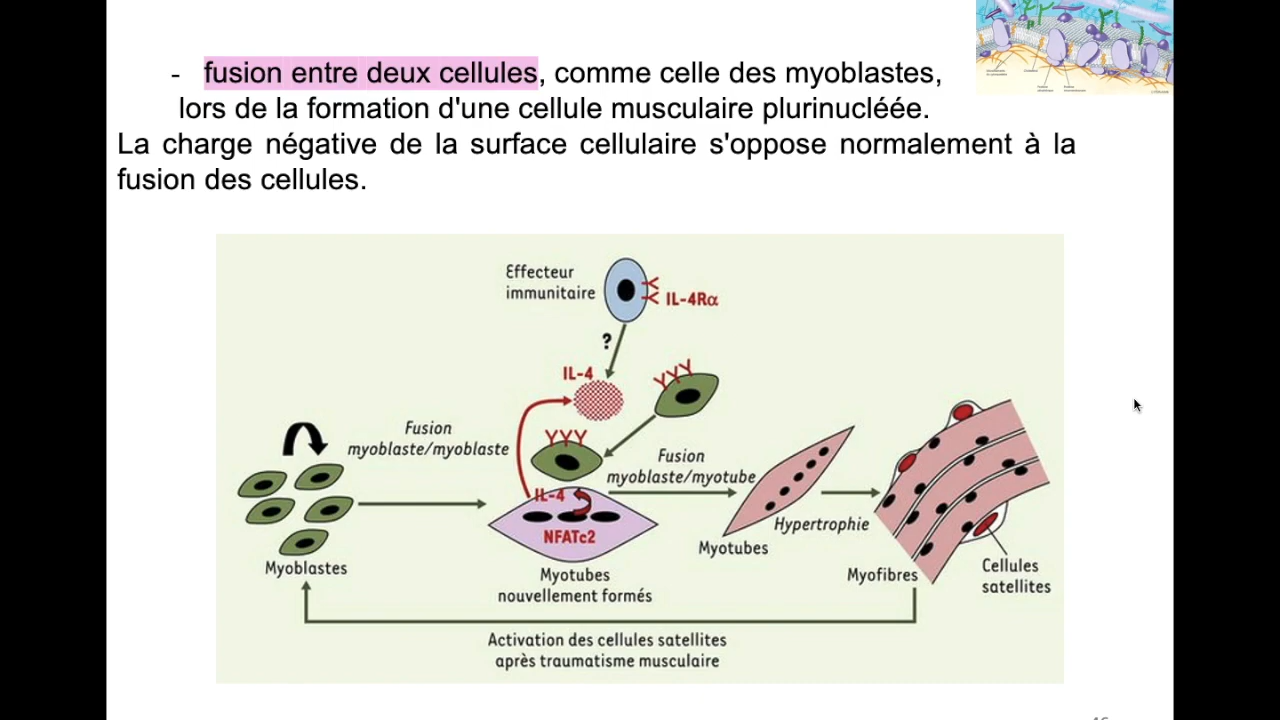 - fusion entre deux cellules, comme celle des myoblastes,
lors de la formation d'une cellule musculaire plurinucléée.
La charge négative de la surface cellulaire s'oppose normalement à la
fusion des cellules.
Effecteur
immunitaire
IL-4Rα
?
IL-4
Fusion
myoblaste/myoblaste
Fusion
myoblaste/myotube
IL-4
NFATc2
Hypertrophie
Myoblastes
Myotubes
nouvellement formés
Myotubes
Myofibres
Cellules
satellites
Activation des cellules satellites
après traumatisme musculaire